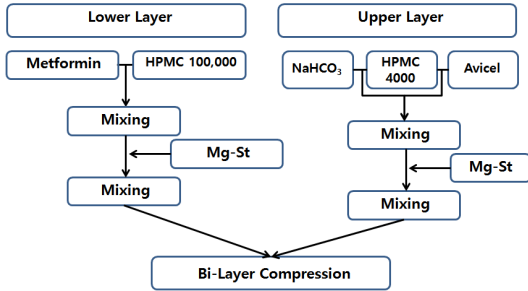 Lower Layer
Upper Layer
Metformin
HPMC 100,000
NaHCO₃
HPMC
4000
Avicel
Mixing
Mixing
Mg-St
Mg-St
Mixing
Mixing
Bi-Layer Compression